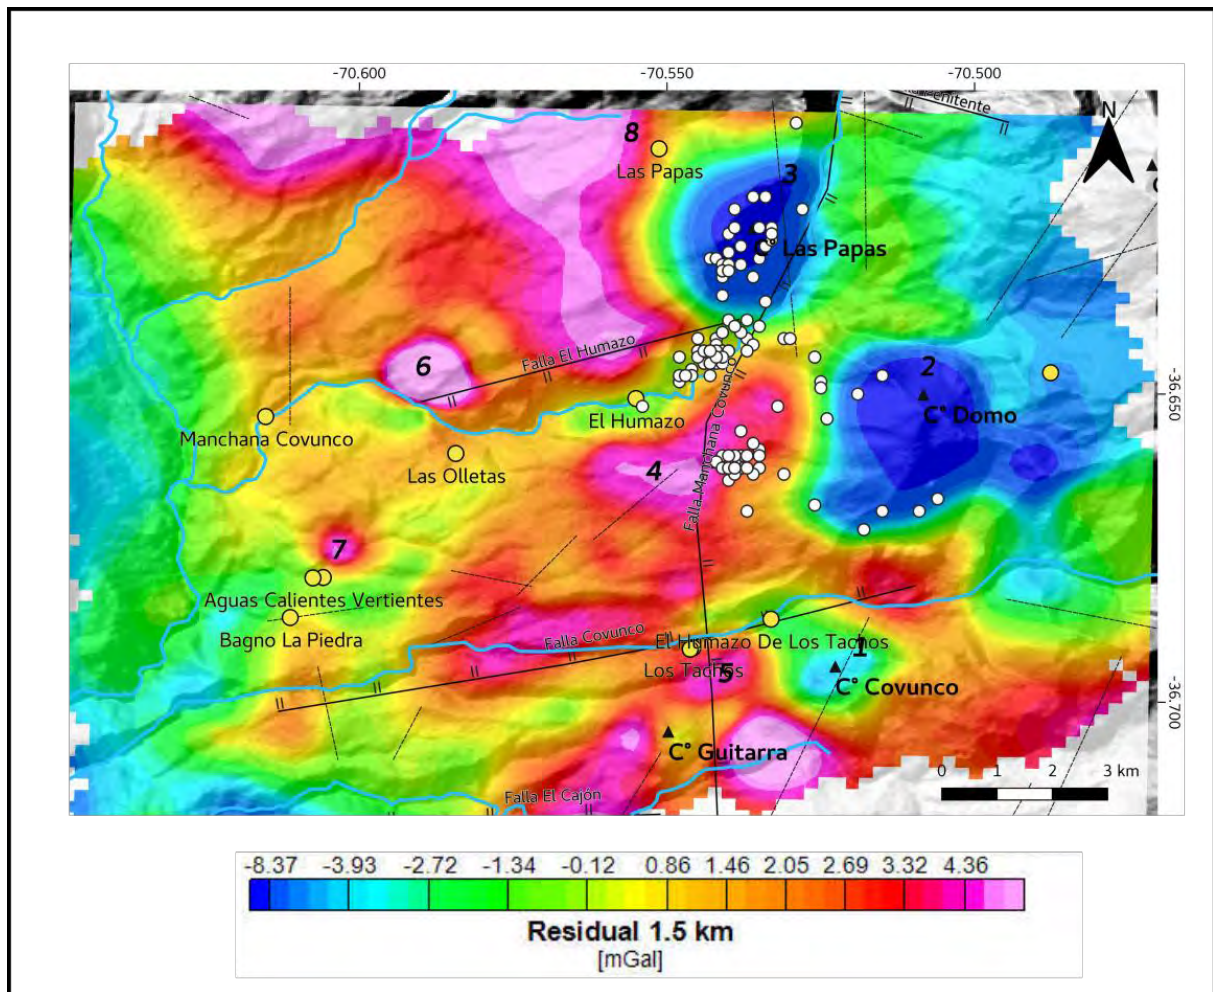 -70.600 -70.550 -70.500
Penitente
N
8
Las Papas
3
C° Las Papas
-36.650
Falla El Humazo
6
2
C° Domo
El Humazo
Manchana Covunco
Falla Manchana Covunco
Las Olletas
4
7
Aguas Calientes Vertientes
Bagno La Piedra
Falla Covunco
El Humazo De Los Tachos
Los Tachos
1
5
C° Covunco
-36.700
C° Guitarra
0 1 2 3 km
Falla El Cajón
-8.37 -3.93 -2.72 -1.34 -0.12 0.86 1.46 2.05 2.69 3.32 4.36
Residual 1.5 km
[mGal]